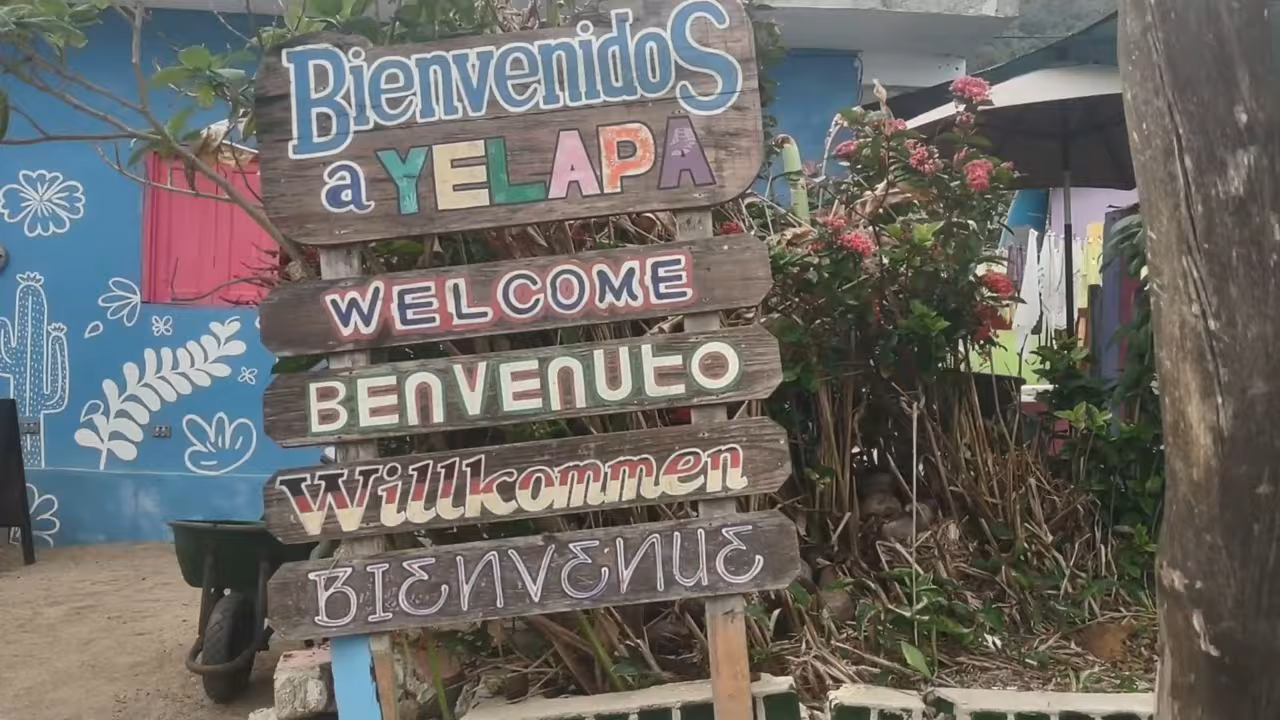 BienvenidoS
a YELAPA
WELCOME
BENVENUtO
Willkommen
BIENVENUE